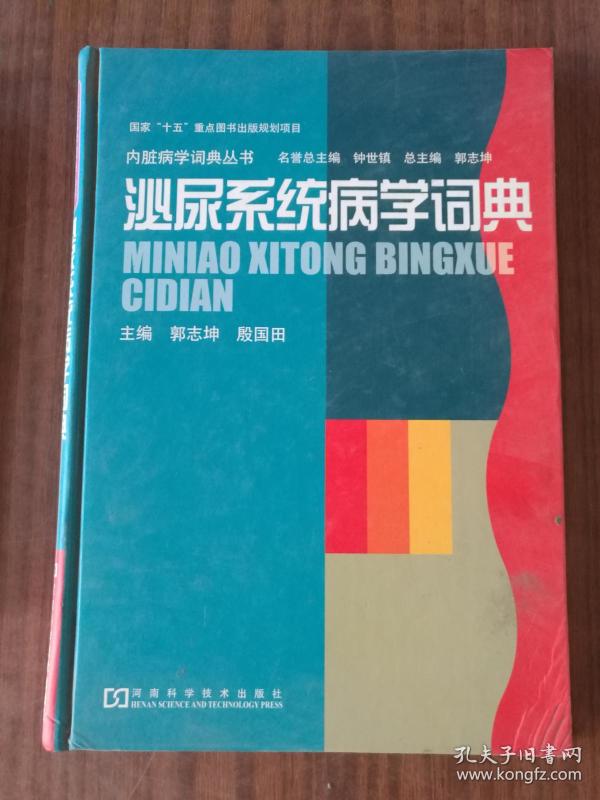 国家“十五”重点图书出版规划项目
内脏病学词典丛书 名誉总主编 钟世镇 总主编 郭志坤
泌尿系统病学词典
MINIAO XITONG BINGXUE
CIDIAN
主编 郭志坤 殷国田
河南科学技术出版社
HENAN SCIENCE AND TECHNOLOGY PRESS
孔夫子旧书网
www.kongfz.com